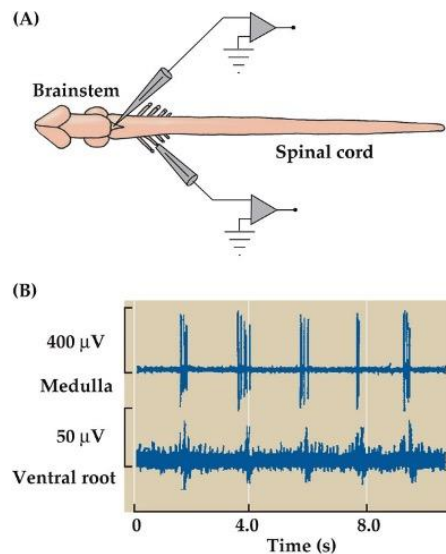 (A)
Brainstem
Spinal cord
(B)
400 μV
Medulla
50 μV
Ventral root
0 4.0 8.0
Time (s)